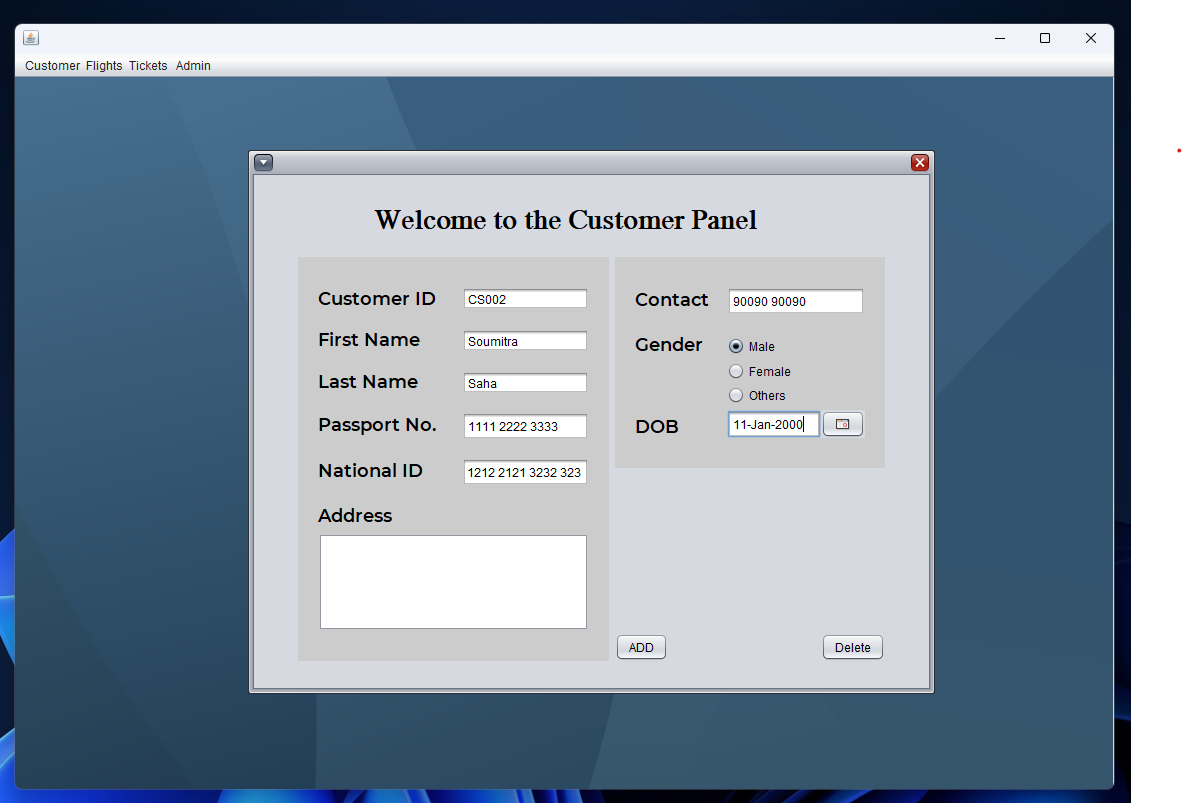 Customer Flights Tickets Admin
Welcome to the Customer Panel
Customer ID CS002
First Name Soumitra
Last Name Saha
Passport No. 1111 2222 3333
National ID 1212 2121 3232 323
Address
Contact 90090 90090
Gender Male
Female
Others
DOB 11-Jan-2000
ADD Delete